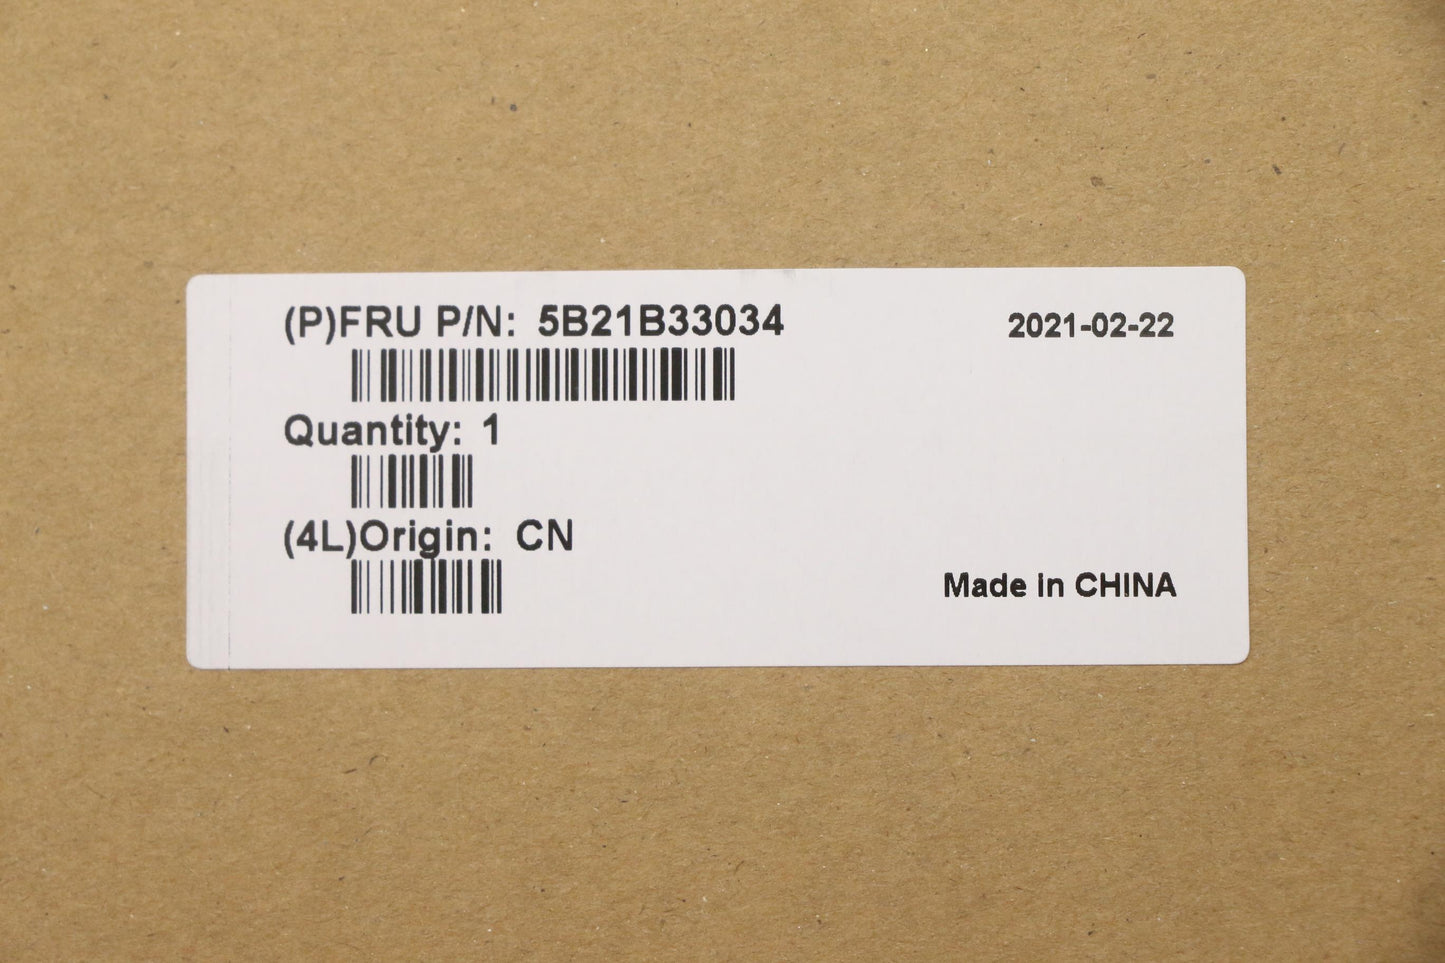 (P)FRU P/N: 5B21B33034
2021-02-22
Quantity: 1
(4L)Origin: CN
Made in CHINA